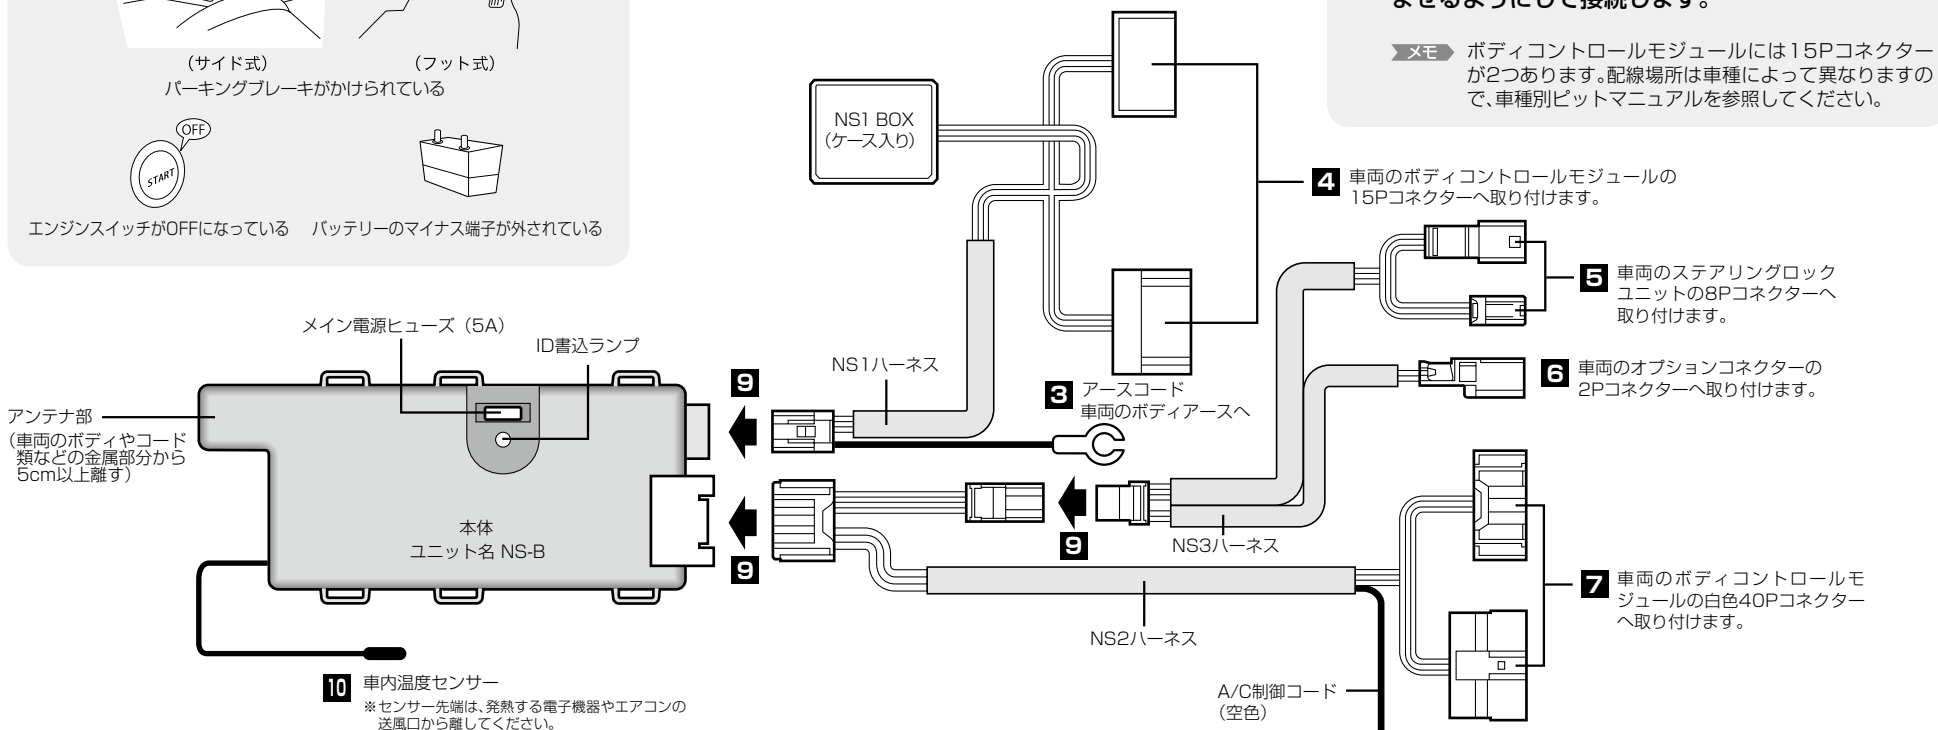 (サイド式)
(フット式)
パーキングブレーキがかけられている
OFF
START
エンジンスイッチがOFFになっている
バッテリーのマイナス端子が外されている
ませるようにして接続します。
メモ ボディコントロールモジュールには15Pコネクター
が2つあります。配線場所は車種によって異なりますの
で、車種別ピットマニュアルを参照してください。
NS1 BOX
(ケース入り)
4 車両のボディコントロールモジュールの
15Pコネクターへ取り付けます。
5 車両のステアリングロック
ユニットの8Pコネクターへ
取り付けます。
メイン電源ヒューズ(5A)
ID書込ランプ
NS1ハーネス
6 車両のオプションコネクターの
2Pコネクターへ取り付けます。
9
3 アースコード
車両のボディアースへ
アンテナ部
(車両のボディやコード
類などの金属部分から
5cm以上離す)
本体
ユニット名 NS-B
9
9
NS3ハーネス
7 車両のボディコントロールモ
ジュールの白色40Pコネクター
へ取り付けます。
NS2ハーネス
10 車内温度センサー
※センサー先端は、発熱する電子機器やエアコンの
送風口から離してください。
A/C制御コード
(空色)